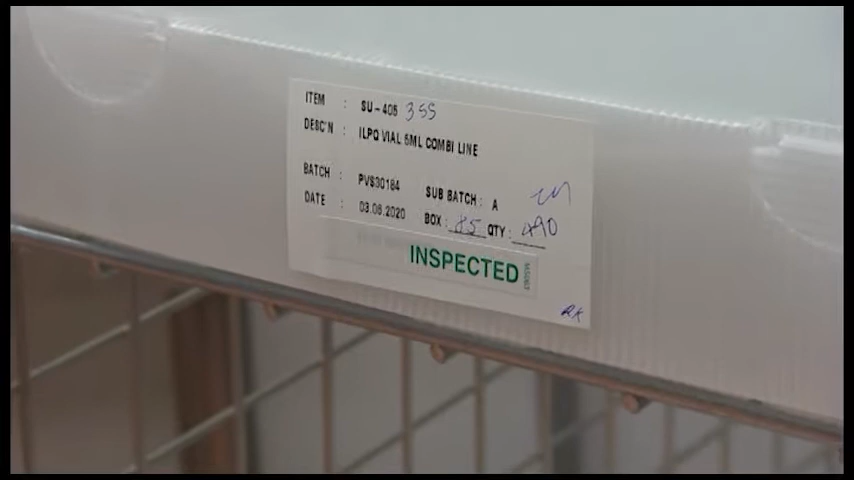 ITEM : SU-405 355
DESC'N : ILPQ VIAL 5ML COMBI LINE
BATCH : PVS30184 SUB BATCH : A
DATE : 03.08.2020 BOX : 85 QTY : 490
INSPECTED